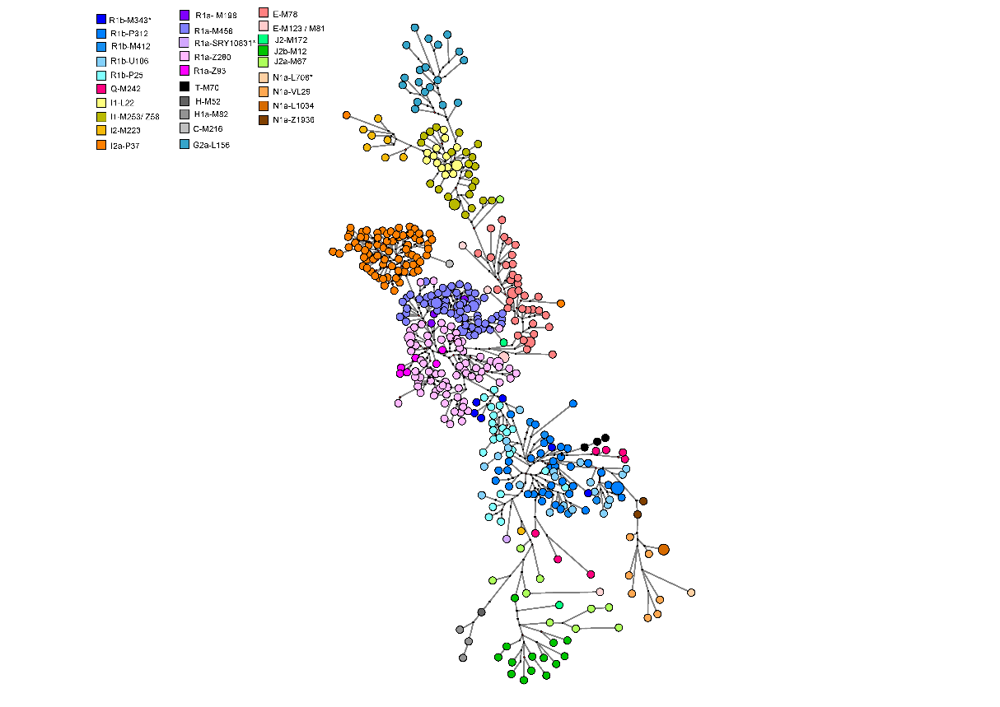 R1b-M343*
R1b-P312
R1b-M412
R1b-U106
R1b-P25
Q-M242
I1-L22
I1-M253/ Z58
I2-M223
I2a-P37
R1a- M198
R1a-M458
R1a-SRY10831*
R1a-Z280
R1a-Z93
T-M70
H-M52
H1a-M82
C-M216
G2a-L156
E-M78
E-M123 / M81
J2-M172
J2b-M12
J2a-M67
N1a-L708*
N1a-VL29
N1a-L1034
N1a-Z1936